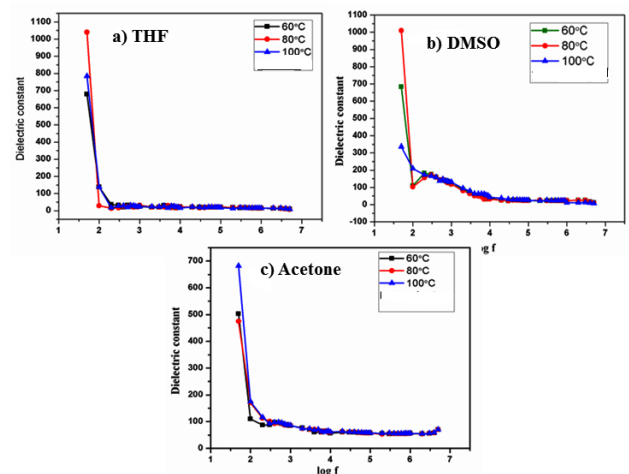 a) THF
60°C
80°C
100°C
Dielectric constant
1100
1000
900
800
700
600
500
400
300
200
100
0
1 2 3 4 5 6 7
b) DMSO
60°C
80°C
100°C
Dielectric constant
1100
1000
900
800
700
600
500
400
300
200
100
0
-100
1 2 3 4 5 6 7
og f
c) Acetone
60°C
80°C
100°C
Dielectric constant
700
600
500
400
300
200
100
0
1 2 3 4 5 6 7
log f